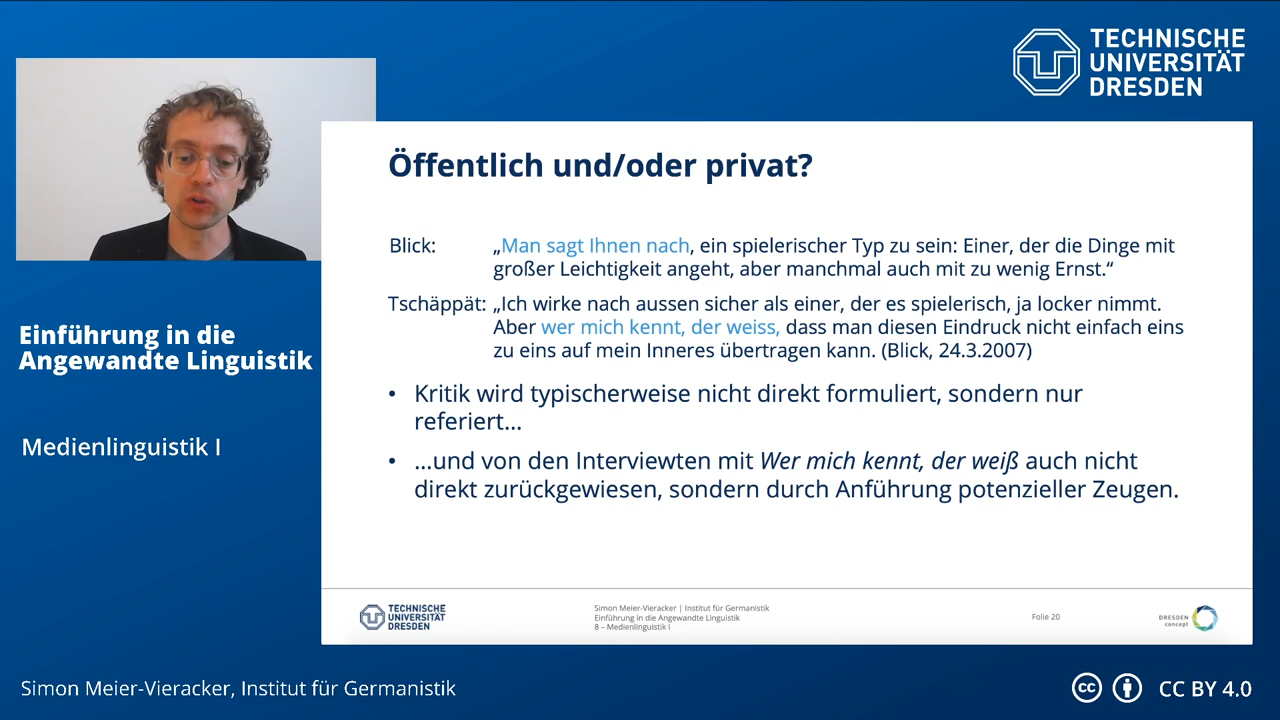 TECHNISCHE
UNIVERSITÄT
DRESDEN
Öffentlich und/oder privat?
Blick: „Man sagt Ihnen nach, ein spielerischer Typ zu sein: Einer, der die Dinge mit
großer Leichtigkeit angeht, aber manchmal auch mit zu wenig Ernst.“
Tschäppät: „Ich wirke nach aussen sicher als einer, der es spielerisch, ja locker nimmt.
Aber wer mich kennt, der weiss, dass man diesen Eindruck nicht einfach eins
zu eins auf mein Inneres übertragen kann. (Blick, 24.3.2007)
• Kritik wird typischerweise nicht direkt formuliert, sondern nur
referiert...
• ...und von den Interviewten mit Wer mich kennt, der weiß auch nicht
direkt zurückgewiesen, sondern durch Anführung potenzieller Zeugen.
Einführung in die
Angewandte Linguistik
Medienlinguistik I
TECHNISCHE
UNIVERSITÄT
DRESDEN
Simon Meier-Vieracker | Institut für Germanistik
Einführung in die Angewandte Linguistik
8 – Medienlinguistik I
Folie 20
DRESDEN
concept
Simon Meier-Vieracker, Institut für Germanistik
cc
CC BY 4.0